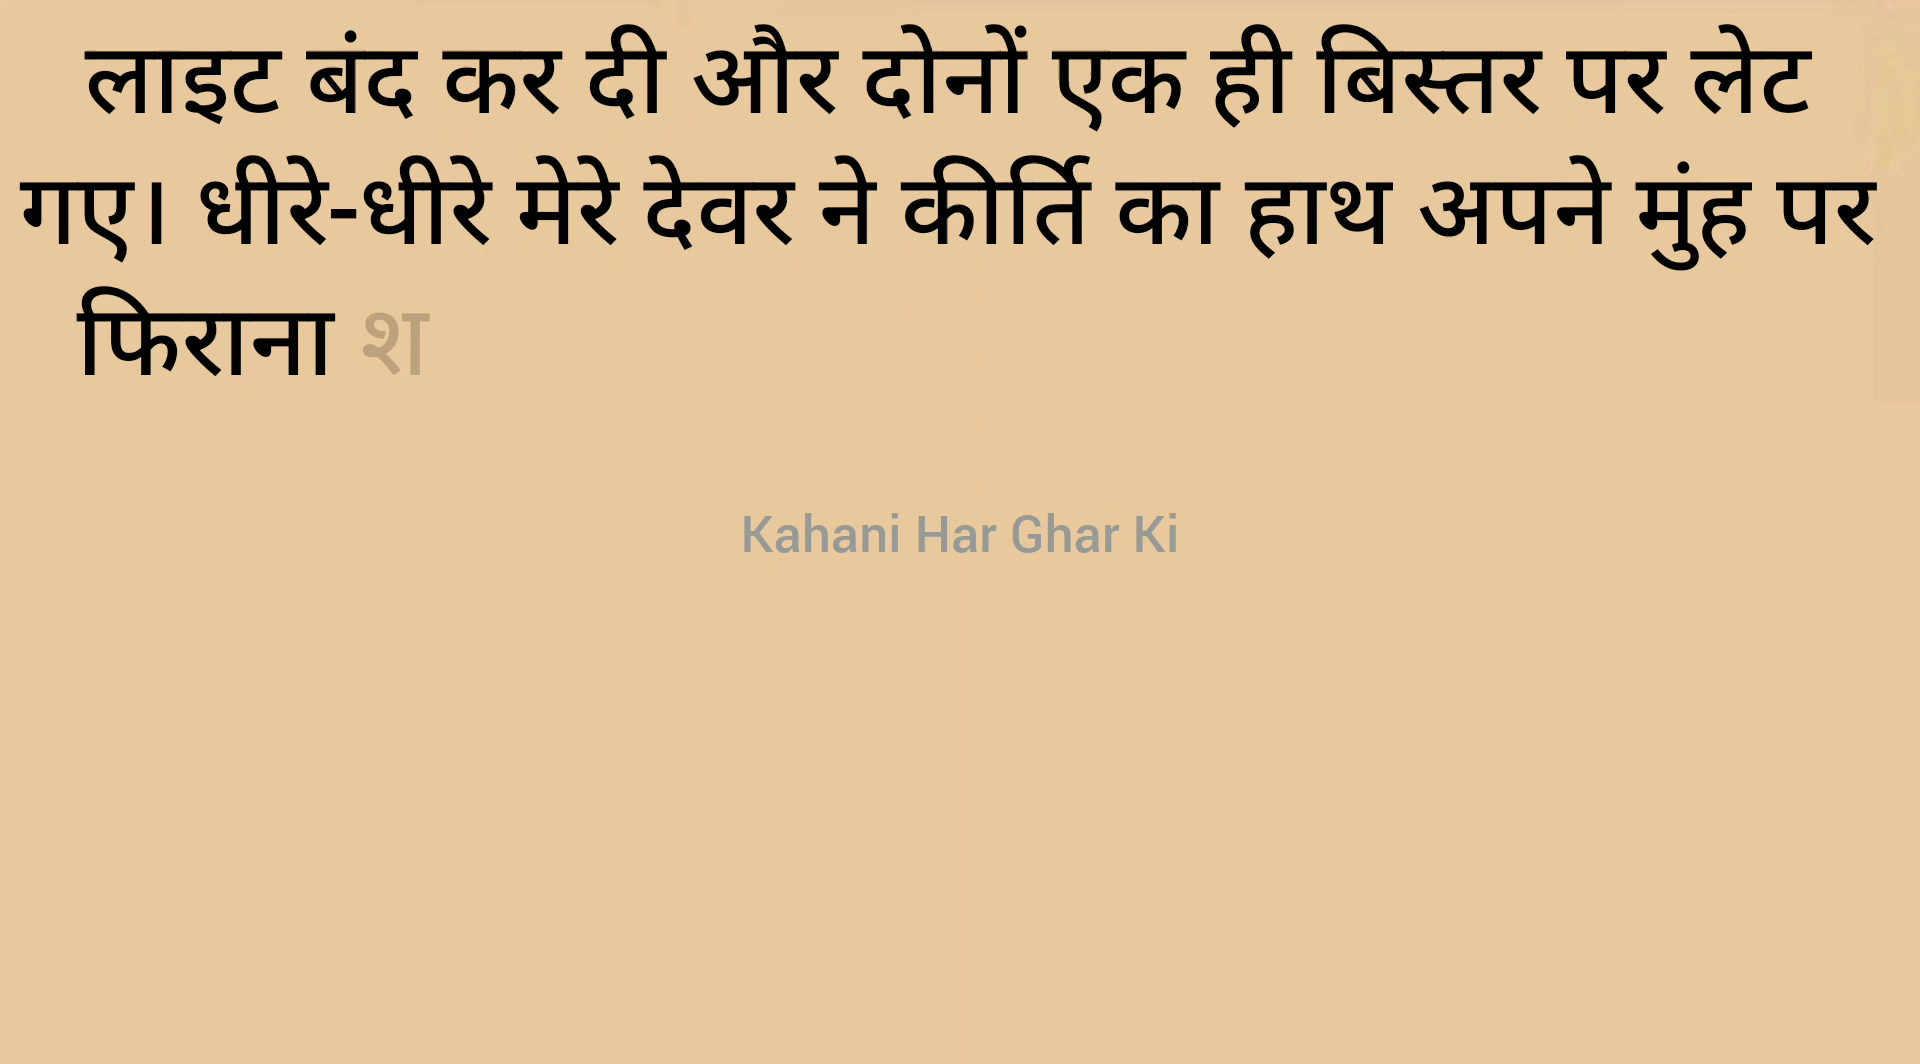 लाइट बंद कर दी और दोनों एक ही बिस्तर पर लेट
गए। धीरे-धीरे मेरे देवर ने कीर्ति का हाथ अपने मुंह पर
फिराना श
Kahani Har Ghar Ki